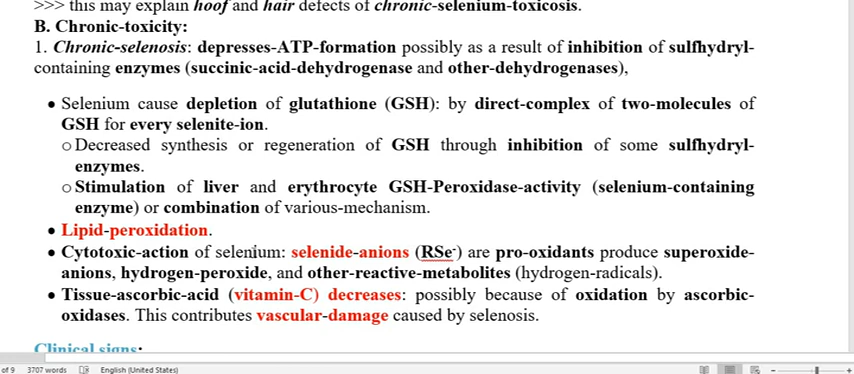 >>> this may explain hoof and hair defects of chronic-selenium-toxicosis.
B. Chronic-toxicity:
1. Chronic-selenosis: depresses-ATP-formation possibly as a result of inhibition of sulfhydryl-
containing enzymes (succinic-acid-dehydrogenase and other-dehydrogenases),
• Selenium cause depletion of glutathione (GSH): by direct-complex of two-molecules of
GSH for every selenite-ion.
o Decreased synthesis or regeneration of GSH through inhibition of some sulfhydryl-
enzymes.
o Stimulation of liver and erythrocyte GSH-Peroxidase-activity (selenium-containing
enzyme) or combination of various-mechanism.
• Lipid-peroxidation.
• Cytotoxic-action of selenium: selenide-anions (RSe⁻) are pro-oxidants produce superoxide-
anions, hydrogen-peroxide, and other-reactive-metabolites (hydrogen-radicals).
• Tissue-ascorbic-acid (vitamin-C) decreases: possibly because of oxidation by ascorbic-
oxidases. This contributes vascular-damage caused by selenosis.
Clinical signs:
of 9 3707 words English (United States)